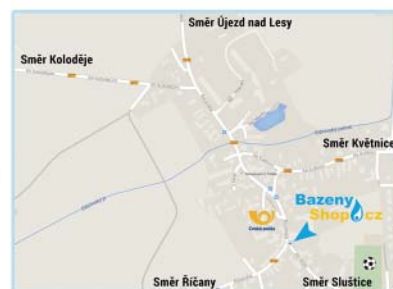 Směr Újezd nad Lesy
Směr Koloděje
Směr Květnice
Bazeny
Shop.cz
Česká pošta
Směr Říčany
Směr Sluštice